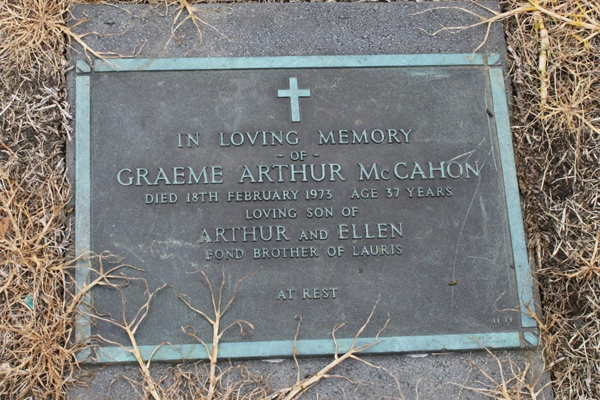 IN LOVING MEMORY
- OF -
GRAEME ARTHUR McCAHON
DIED 18TH FEBRUARY 1973 AGE 37 YEARS
LOVING SON OF
ARTHUR AND ELLEN
FOND BROTHER OF LAURIS
AT REST